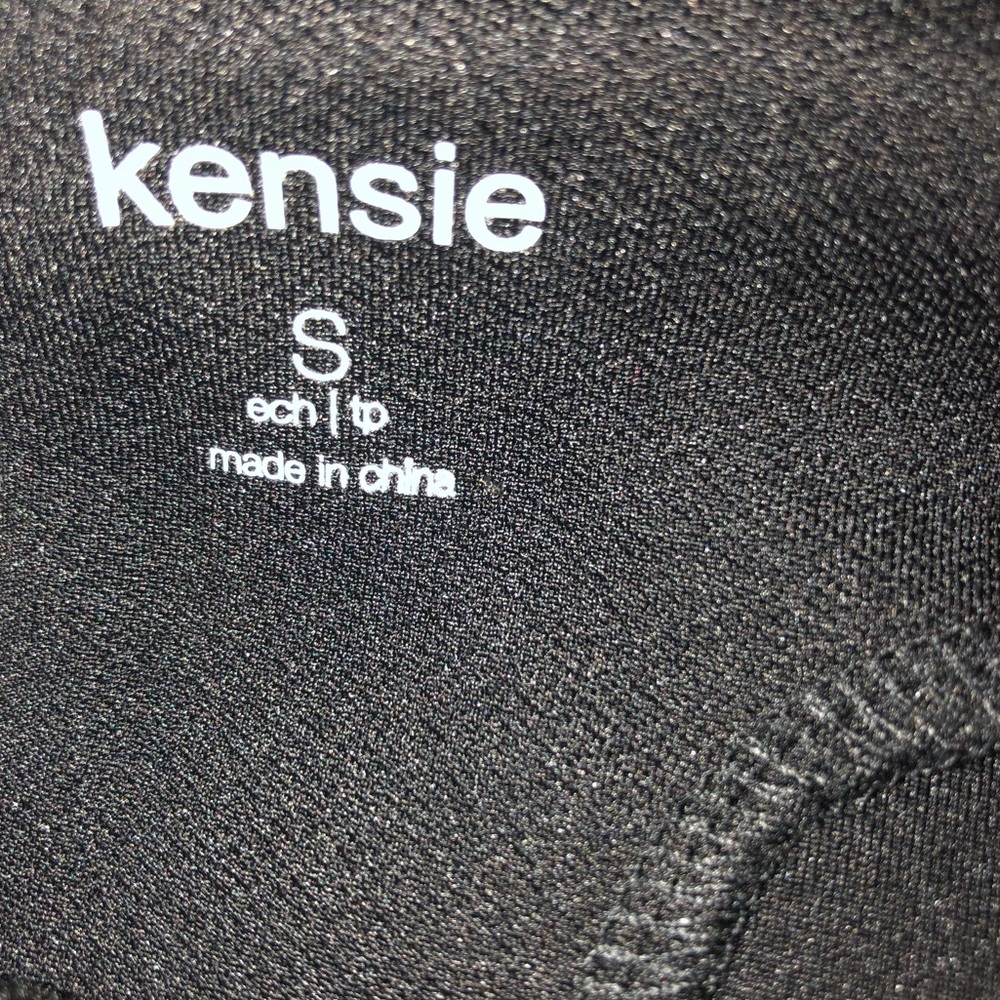 kensie
S
ech | tp
made in china